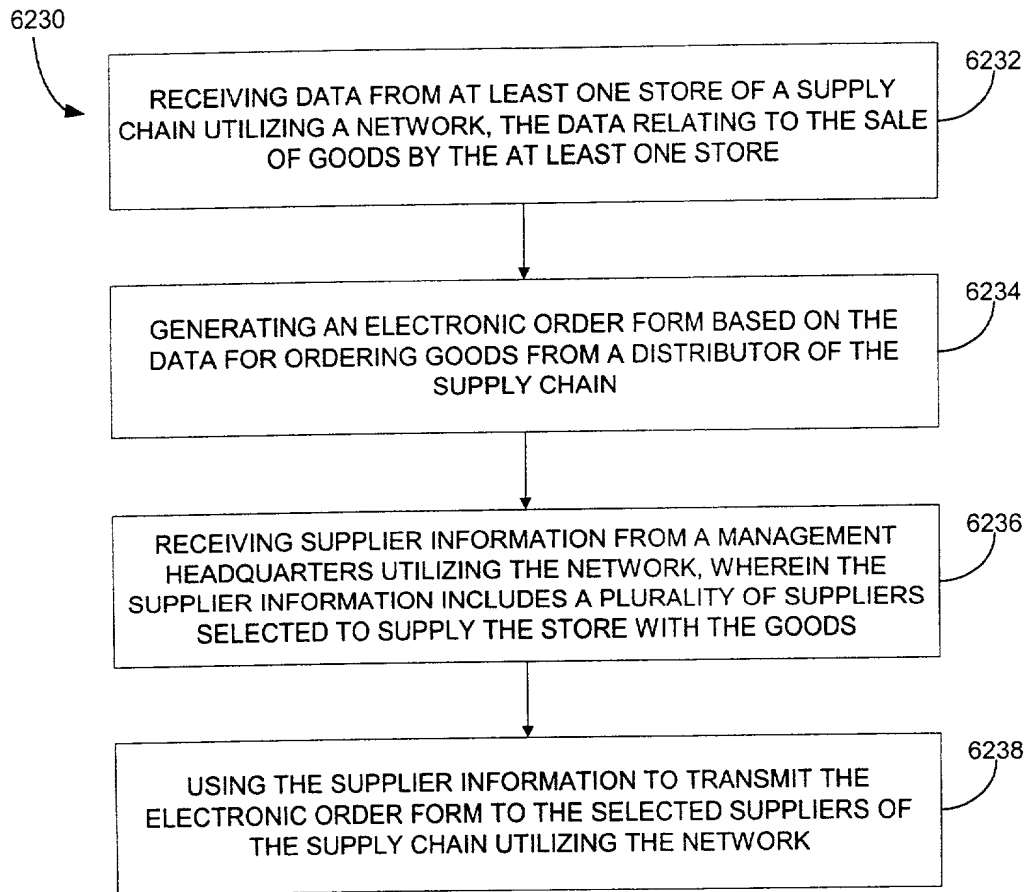 6230
6232
RECEIVING DATA FROM AT LEAST ONE STORE OF A SUPPLY
CHAIN UTILIZING A NETWORK, THE DATA RELATING TO THE SALE
OF GOODS BY THE AT LEAST ONE STORE
6234
GENERATING AN ELECTRONIC ORDER FORM BASED ON THE
DATA FOR ORDERING GOODS FROM A DISTRIBUTOR OF THE
SUPPLY CHAIN
6236
RECEIVING SUPPLIER INFORMATION FROM A MANAGEMENT
HEADQUARTERS UTILIZING THE NETWORK, WHEREIN THE
SUPPLIER INFORMATION INCLUDES A PLURALITY OF SUPPLIERS
SELECTED TO SUPPLY THE STORE WITH THE GOODS
6238
USING THE SUPPLIER INFORMATION TO TRANSMIT THE
ELECTRONIC ORDER FORM TO THE SELECTED SUPPLIERS OF
THE SUPPLY CHAIN UTILIZING THE NETWORK